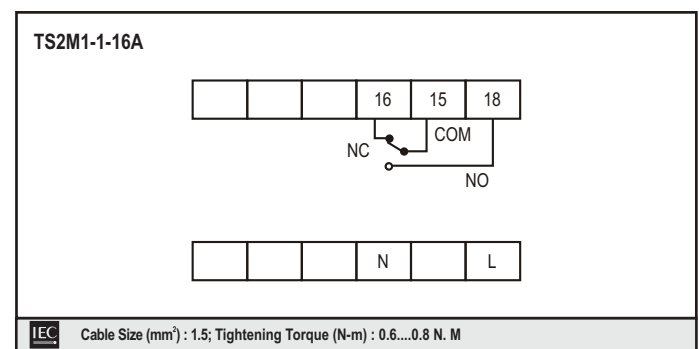 TS2M1-1-16A
16 15 18
NC COM
NO
N L
IEC Cable Size (mm²) : 1.5; Tightening Torque (N-m) : 0.6....0.8 N. M